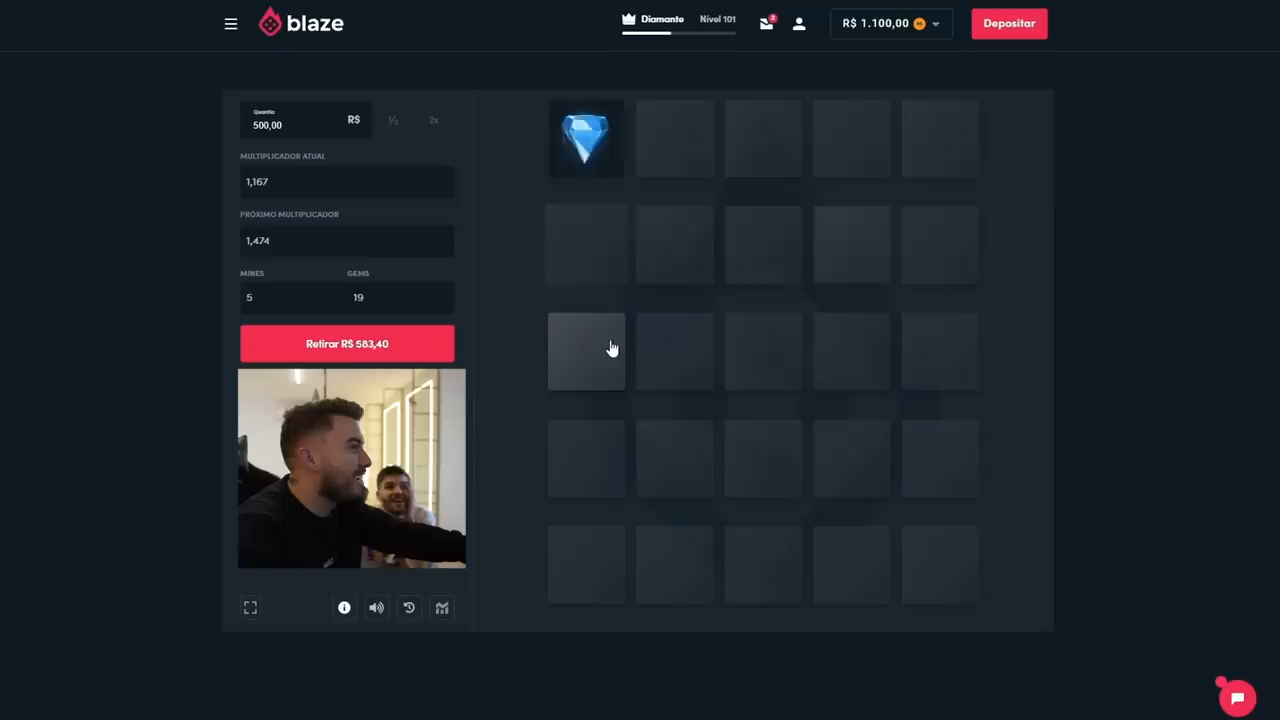 blaze
Diamante
Nível 101
2
R$ 1.100,00
R$
Depositar
Quantia
500,00
R$
½
2x
MULTIPLICADOR ATUAL
1,167
PRÓXIMO MULTIPLICADOR
1,474
MINES
GEMS
5
19
Retirar R$ 583,40